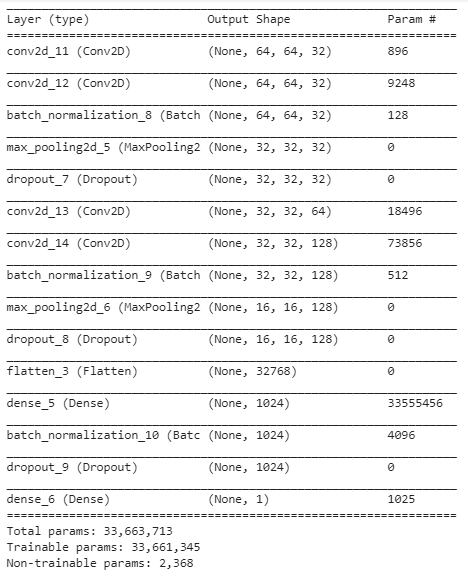 Layer (type) Output Shape Param #
conv2d_11 (Conv2D) (None, 64, 64, 32) 896
conv2d_12 (Conv2D) (None, 64, 64, 32) 9248
batch_normalization_8 (Batch (None, 64, 64, 32) 128
max_pooling2d_5 (MaxPooling2 (None, 32, 32, 32) 0
dropout_7 (Dropout) (None, 32, 32, 32) 0
conv2d_13 (Conv2D) (None, 32, 32, 64) 18496
conv2d_14 (Conv2D) (None, 32, 32, 128) 73856
batch_normalization_9 (Batch (None, 32, 32, 128) 512
max_pooling2d_6 (MaxPooling2 (None, 16, 16, 128) 0
dropout_8 (Dropout) (None, 16, 16, 128) 0
flatten_3 (Flatten) (None, 32768) 0
dense_5 (Dense) (None, 1024) 33555456
batch_normalization_10 (Batc (None, 1024) 4096
dropout_9 (Dropout) (None, 1024) 0
dense_6 (Dense) (None, 1) 1025
Total params: 33,663,713
Trainable params: 33,661,345
Non-trainable params: 2,368